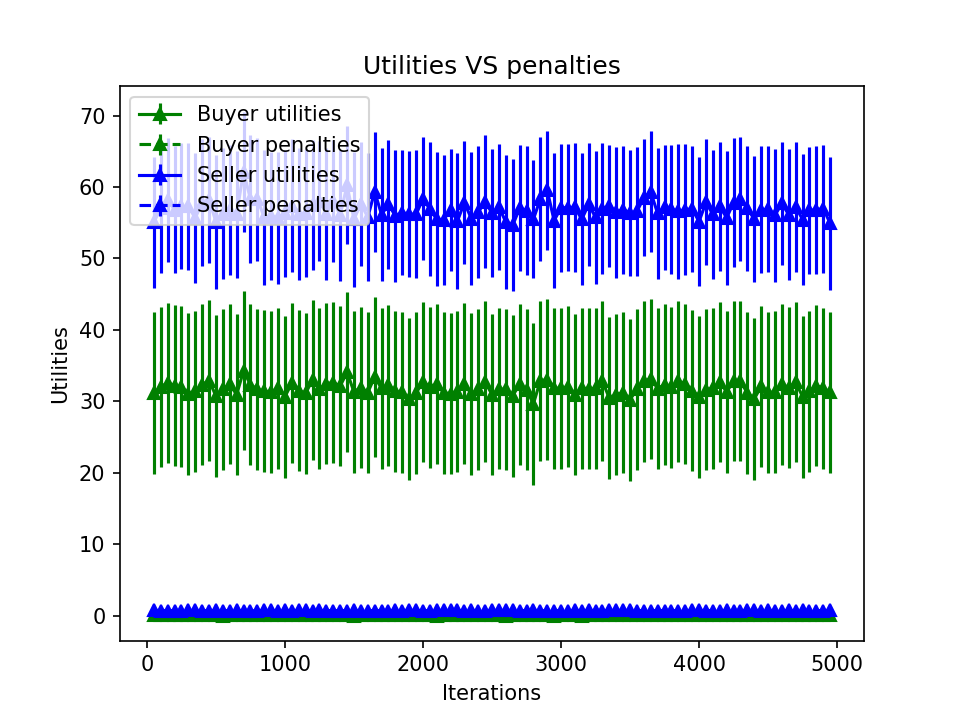 Utilities VS penalties
Buyer utilities
Buyer penalties
Seller utilities
Seller penalties
70
60
50
40
30
20
10
0
Utilities
0 1000 2000 3000 4000 5000
Iterations